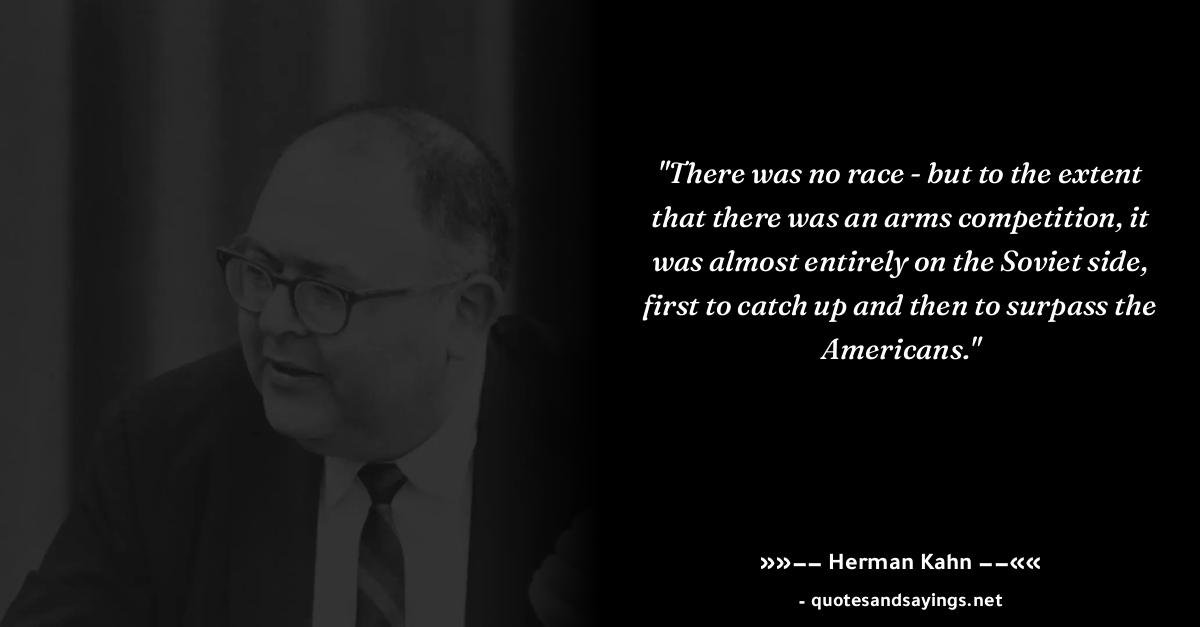 "There was no race - but to the extent
that there was an arms competition, it
was almost entirely on the Soviet side,
first to catch up and then to surpass the
Americans."
»»-- Herman Kahn --««
- quotesandsayings.net